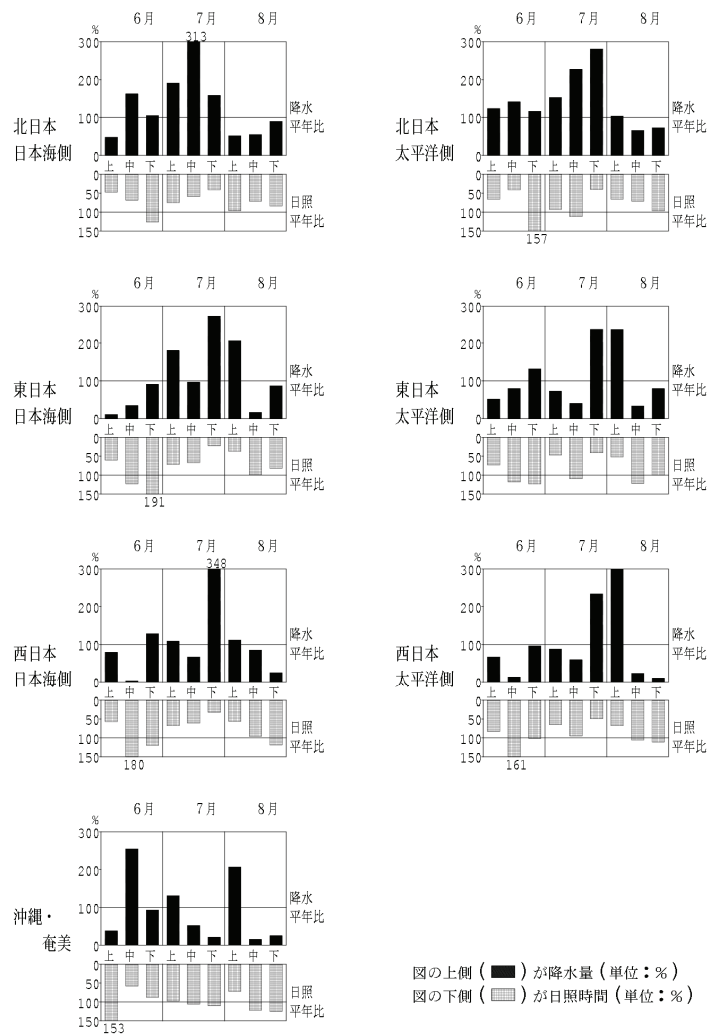 6月 7月 8月
%
313
300
200
100
0
降水
平年比
北日本
日本海側
上 中 下 上 中 下 上 中 下
0
50
100
150
日照
平年比
6月 7月 8月
%
300
200
100
0
降水
平年比
北日本
太平洋側
上 中 下 上 中 下 上 中 下
0
50
100
150
日照
平年比
157
6月 7月 8月
%
300
200
100
0
降水
平年比
東日本
日本海側
上 中 下 上 中 下 上 中 下
0
50
100
150
日照
平年比
191
6月 7月 8月
%
300
200
100
0
降水
平年比
東日本
太平洋側
上 中 下 上 中 下 上 中 下
0
50
100
150
日照
平年比
6月 7月 8月
%
348
300
200
100
0
降水
平年比
西日本
日本海側
上 中 下 上 中 下 上 中 下
0
50
100
150
日照
平年比
180
6月 7月 8月
%
300
200
100
0
降水
平年比
西日本
太平洋側
上 中 下 上 中 下 上 中 下
0
50
100
150
日照
平年比
161
6月 7月 8月
%
300
200
100
0
降水
平年比
沖縄・
奄美
上 中 下 上 中 下 上 中 下
0
50
100
150
日照
平年比
153
図の上側( )が降水量(単位:%)
図の下側( )が日照時間(単位:%)